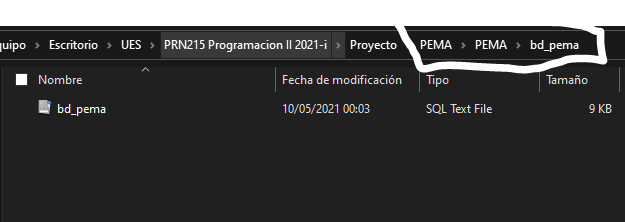 quipo > Escritorio > UES > PRN215 Programacion II 2021-i > Proyecto PEMA > PEMA > bd_pema
Nombre Fecha de modificación Tipo Tamaño
bd_pema 10/05/2021 00:03 SQL Text File 9 KB